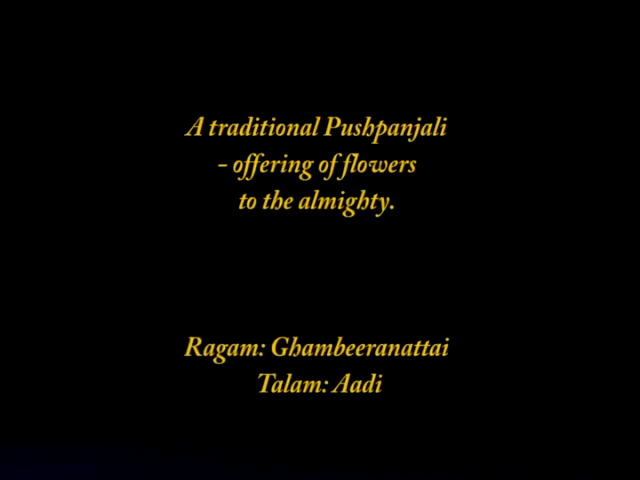 A traditional Pushpanjali
- offering of flowers
to the almighty.
Ragam: Ghambeeranattai
Talam: Aadi